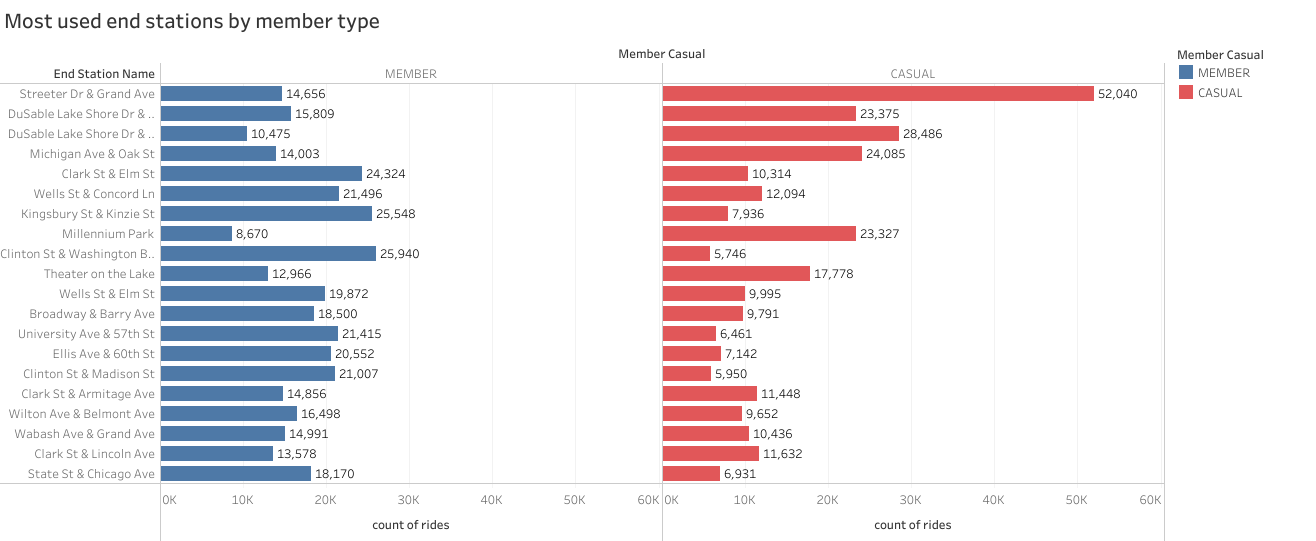 Most used end stations by member type
Member Casual
End Station Name MEMBER CASUAL
Streeter Dr & Grand Ave 14,656 52,040
DuSable Lake Shore Dr & .. 15,809 23,375
DuSable Lake Shore Dr & .. 10,475 28,486
Michigan Ave & Oak St 14,003 24,085
Clark St & Elm St 24,324 10,314
Wells St & Concord Ln 21,496 12,094
Kingsbury St & Kinzie St 25,548 7,936
Millennium Park 8,670 23,327
Clinton St & Washington B.. 25,940 5,746
Theater on the Lake 12,966 17,778
Wells St & Elm St 19,872 9,995
Broadway & Barry Ave 18,500 9,791
University Ave & 57th St 21,415 6,461
Ellis Ave & 60th St 20,552 7,142
Clinton St & Madison St 21,007 5,950
Clark St & Armitage Ave 14,856 11,448
Wilton Ave & Belmont Ave 16,498 9,652
Wabash Ave & Grand Ave 14,991 10,436
Clark St & Lincoln Ave 13,578 11,632
State St & Chicago Ave 18,170 6,931
0K 10K 20K 30K 40K 50K 60K 0K 10K 20K 30K 40K 50K 60K
count of rides count of rides
Member Casual
MEMBER
CASUAL